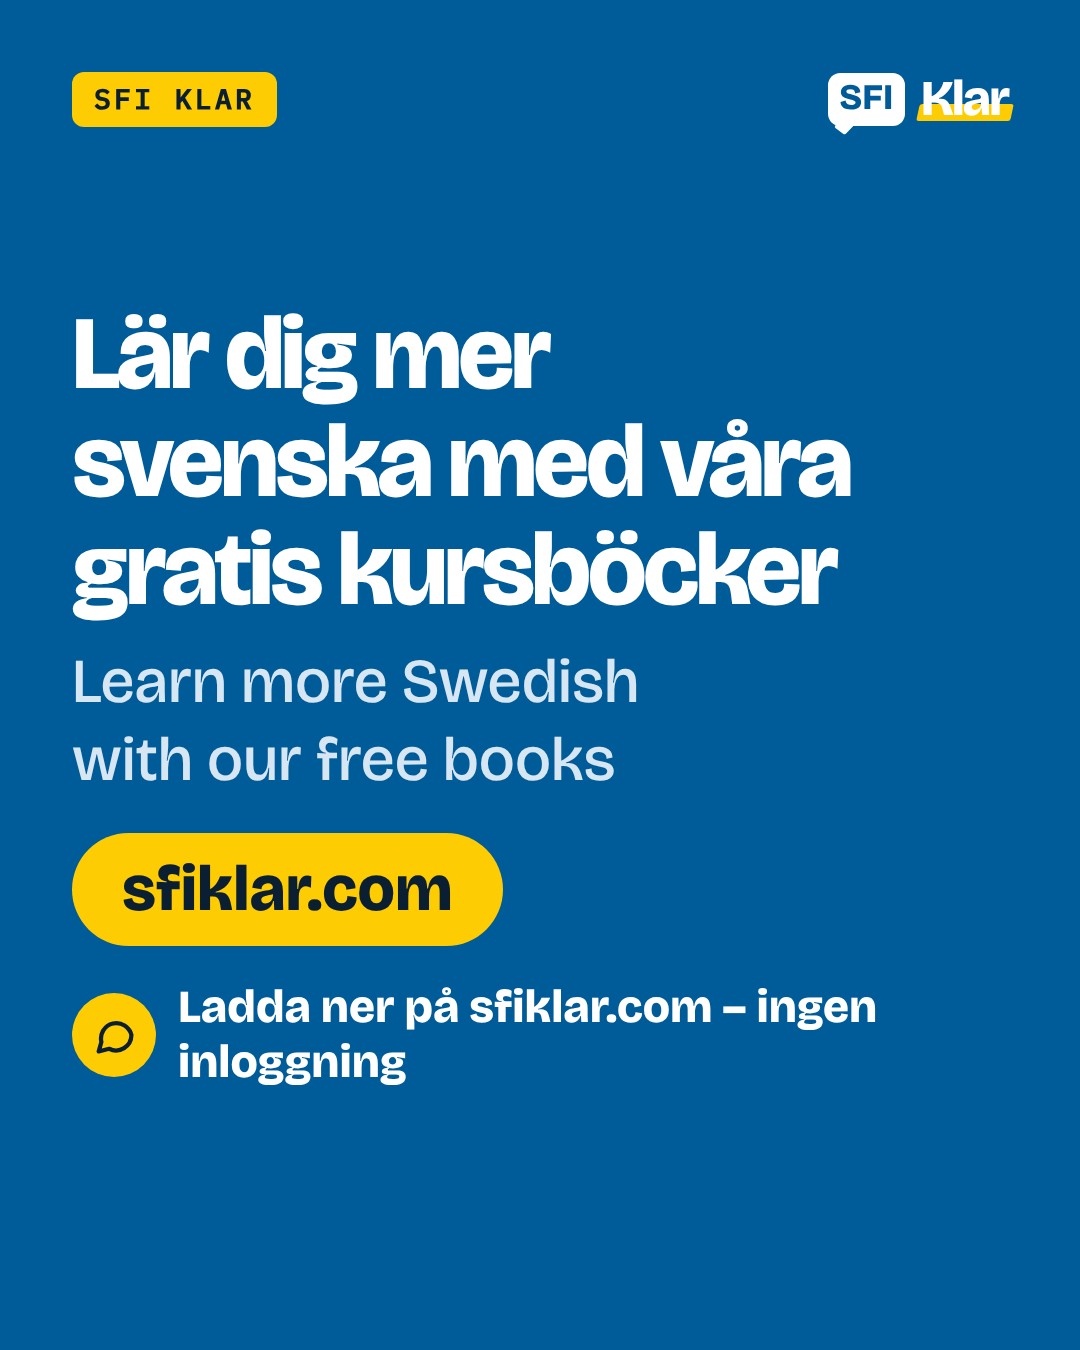 SFI KLAR
SFI Klar
Lär dig mer
svenska med våra
gratis kursböcker
Learn more Swedish
with our free books
sfiklar.com
Ladda ner på sfiklar.com – ingen
inloggning